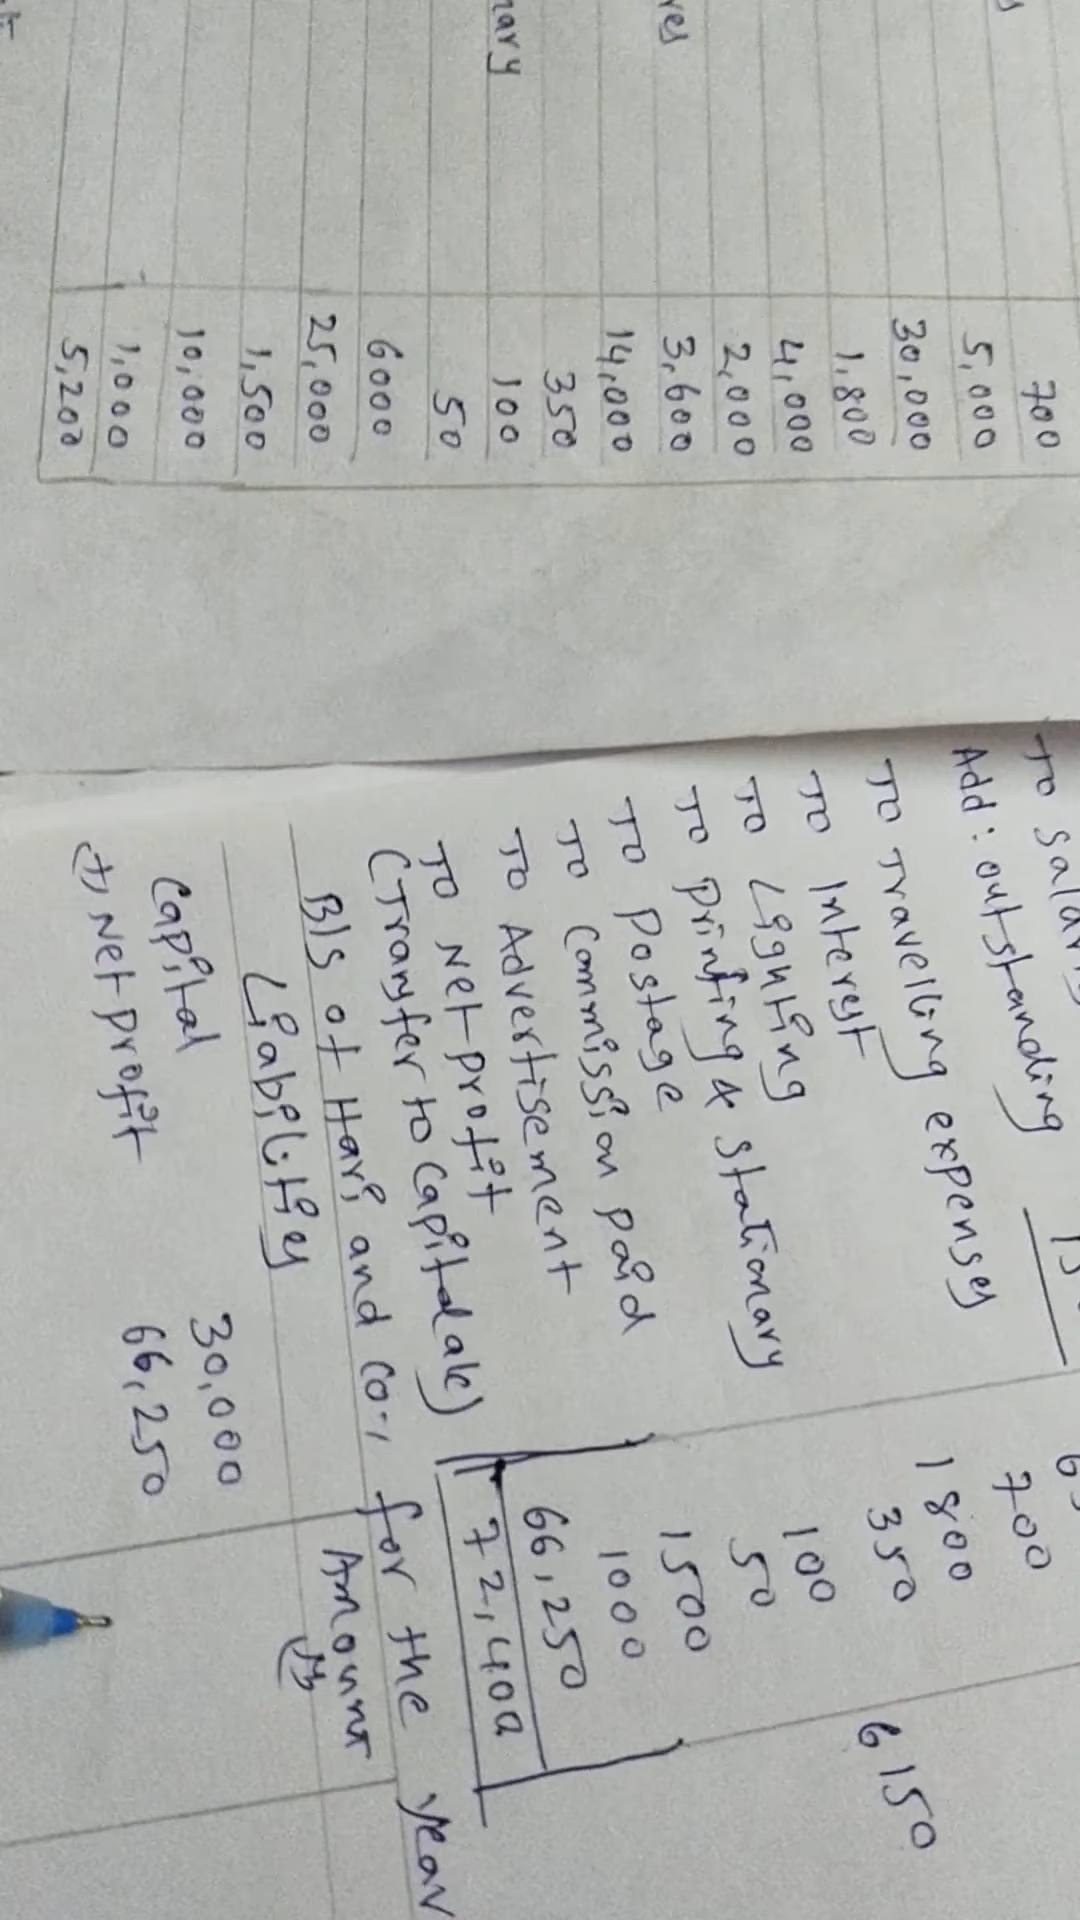 700
5,000
30,000
1,800
4,000
2,000
3,600
14,000
350
100
50
6000
25,000
1,500
10,000
1,000
5,200
To salary
Add: outstanding
700
To Travelling expenses 1800
To Interest 350
To Lighting 100
To printing & stationary 50
To postage 1500
To Commission paid 1000
To Advertisement
To Net profit 66,250
(Transfer to Capital a/c) 72,400
6150
B/s of Hari and co., for the year
Liability Amount
Capital 30,000
(+) Net profit 66,250